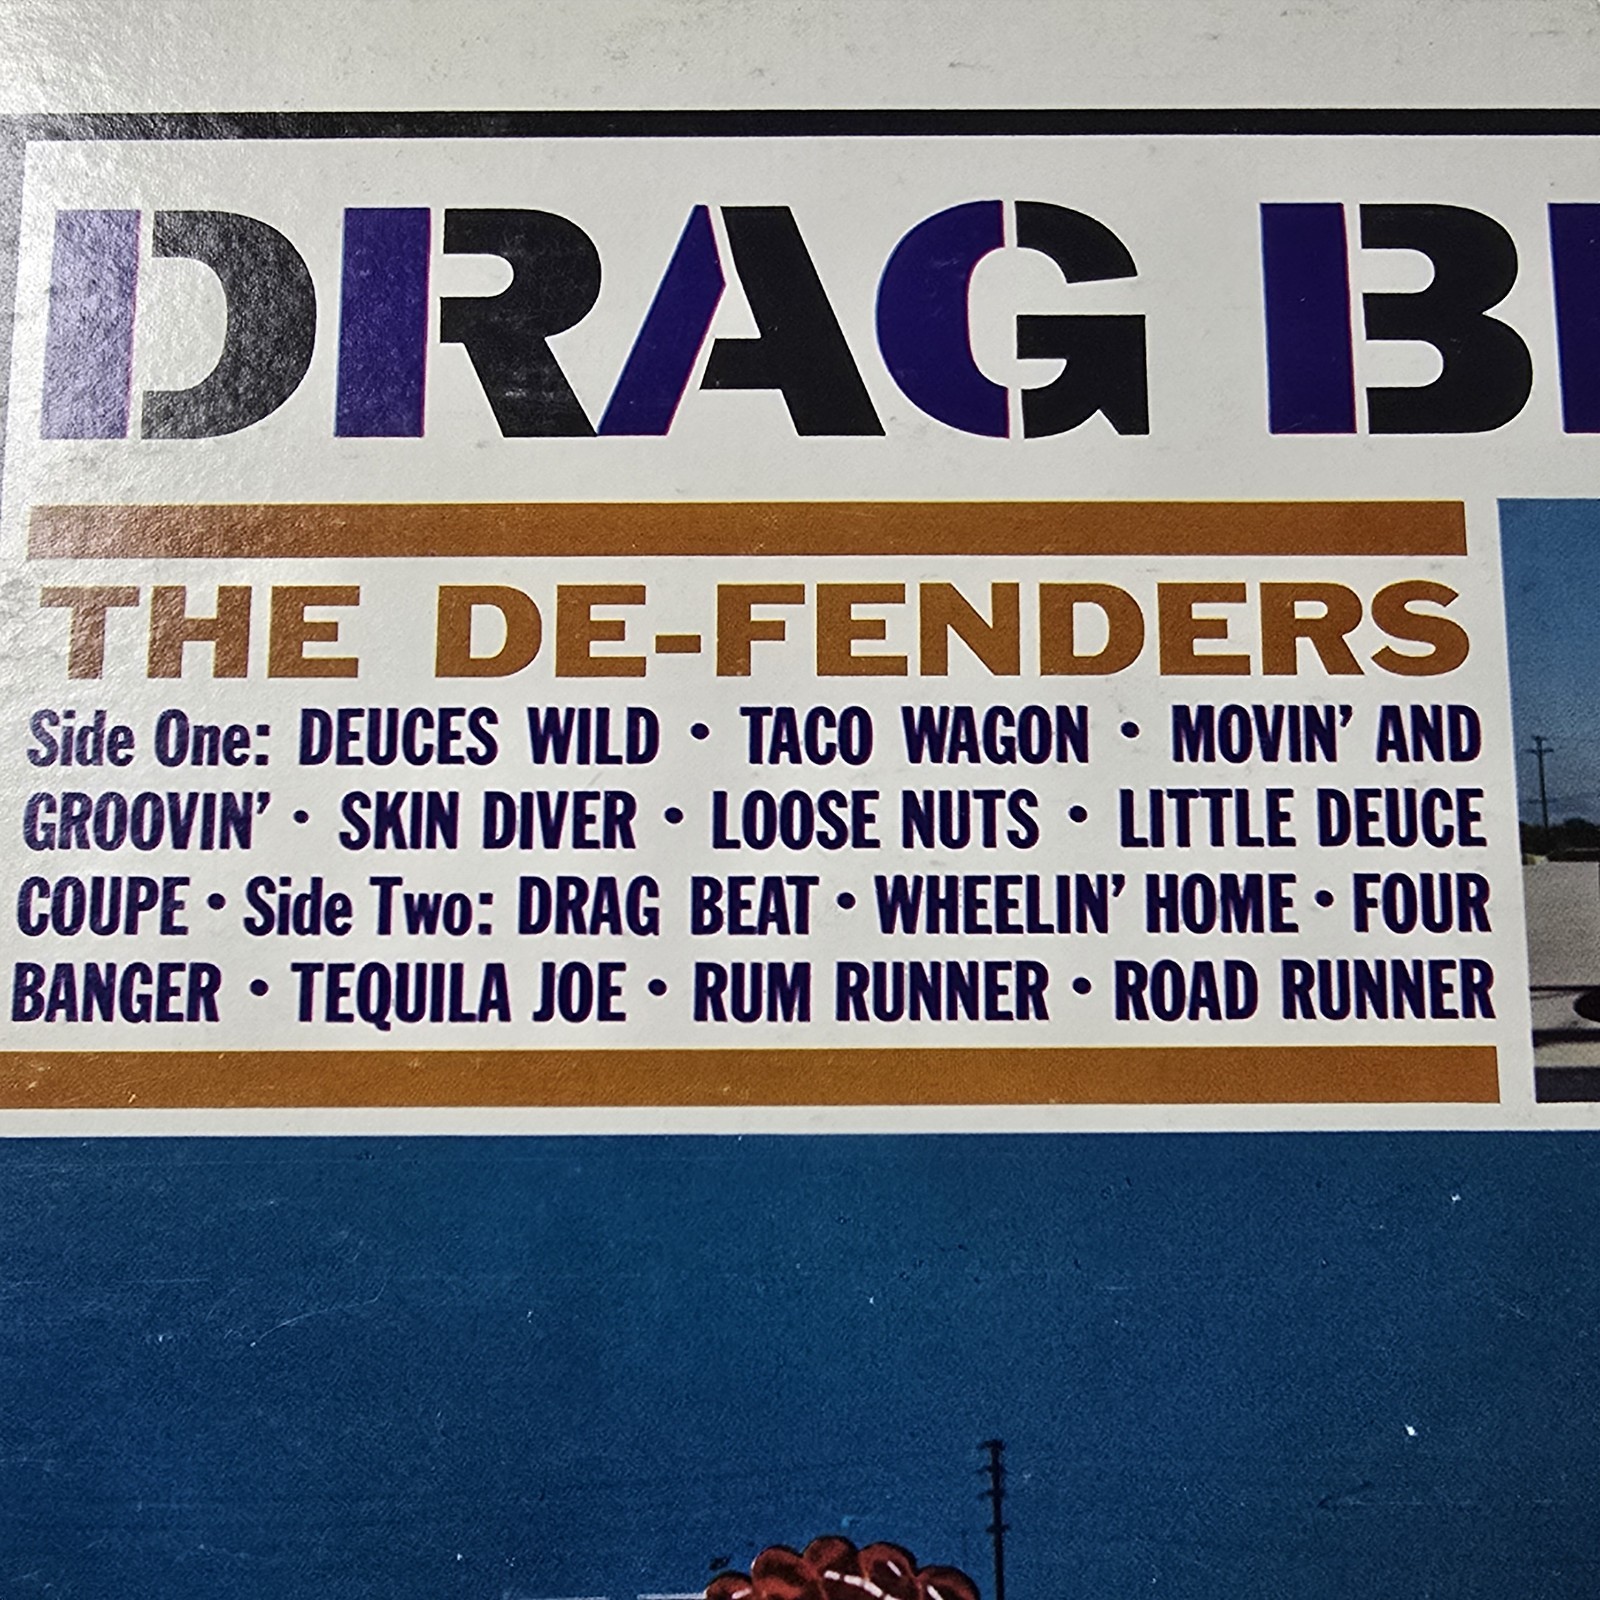 DRAG B
THE DE-FENDERS
Side One: DEUCES WILD • TACO WAGON • MOVIN' AND
GROOVIN' • SKIN DIVER • LOOSE NUTS • LITTLE DEUCE
COUPE • Side Two: DRAG BEAT • WHEELIN' HOME • FOUR
BANGER • TEQUILA JOE • RUM RUNNER • ROAD RUNNER